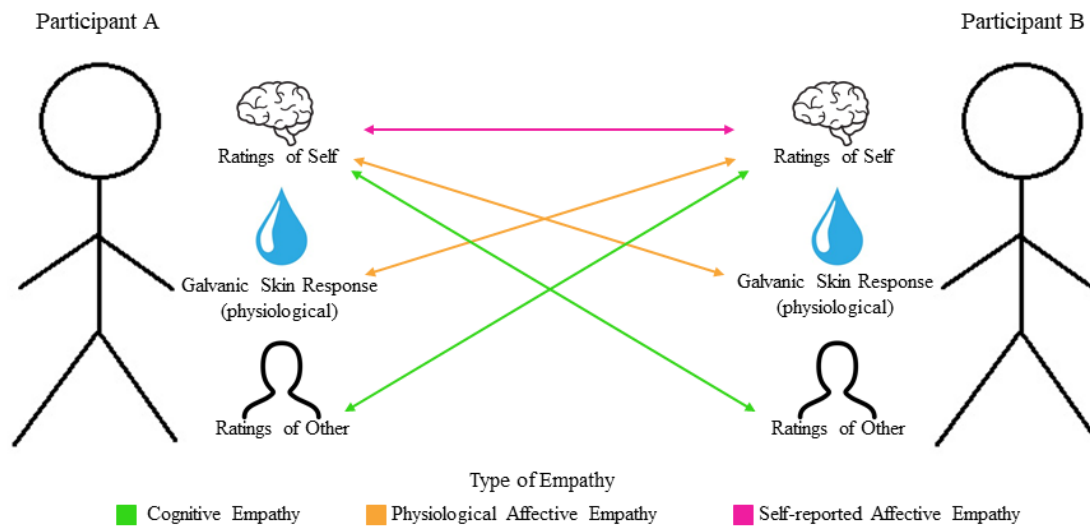 Participant A
Participant B
Ratings of Self
Ratings of Self
Galvanic Skin Response
(physiological)
Galvanic Skin Response
(physiological)
Ratings of Other
Ratings of Other
Type of Empathy
Cognitive Empathy
Physiological Affective Empathy
Self-reported Affective Empathy